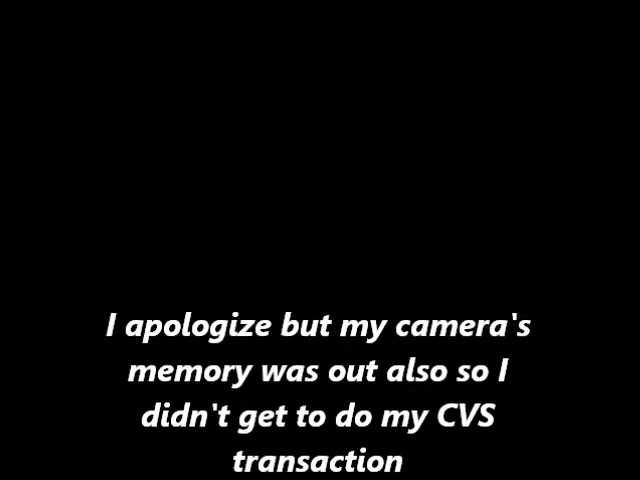 I apologize but my camera's
memory was out also so I
didn't get to do my CVS
transaction